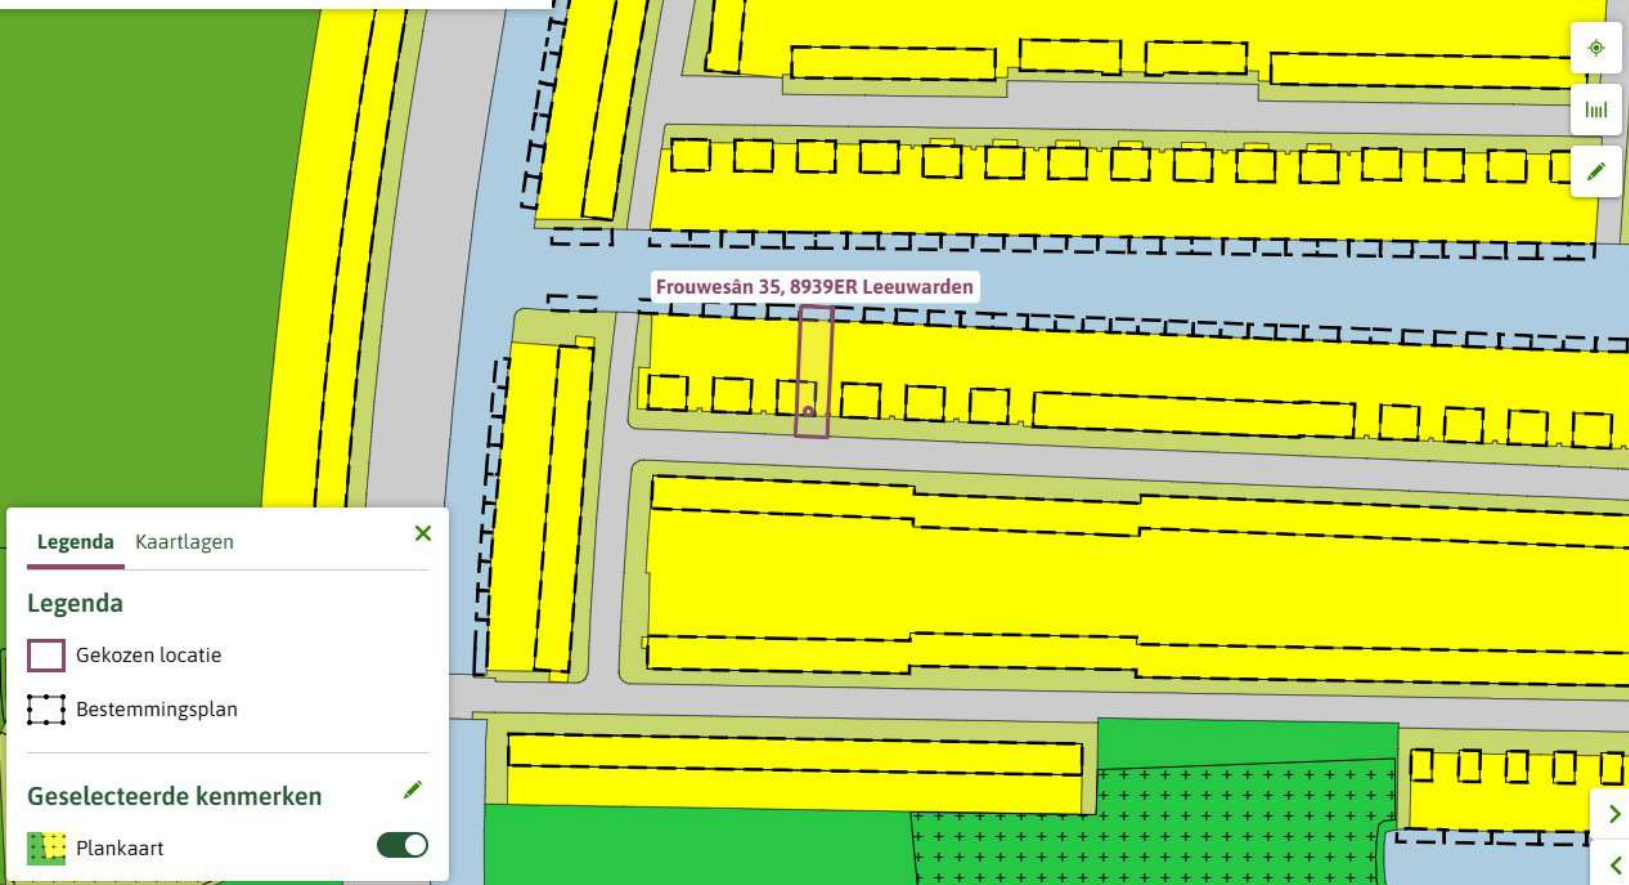 Frouwesân 35, 8939ER Leeuwarden
Legenda Kaartlagen
Legenda
Gekozen locatie
Bestemmingsplan
Geselecteerde kenmerken
Plankaart